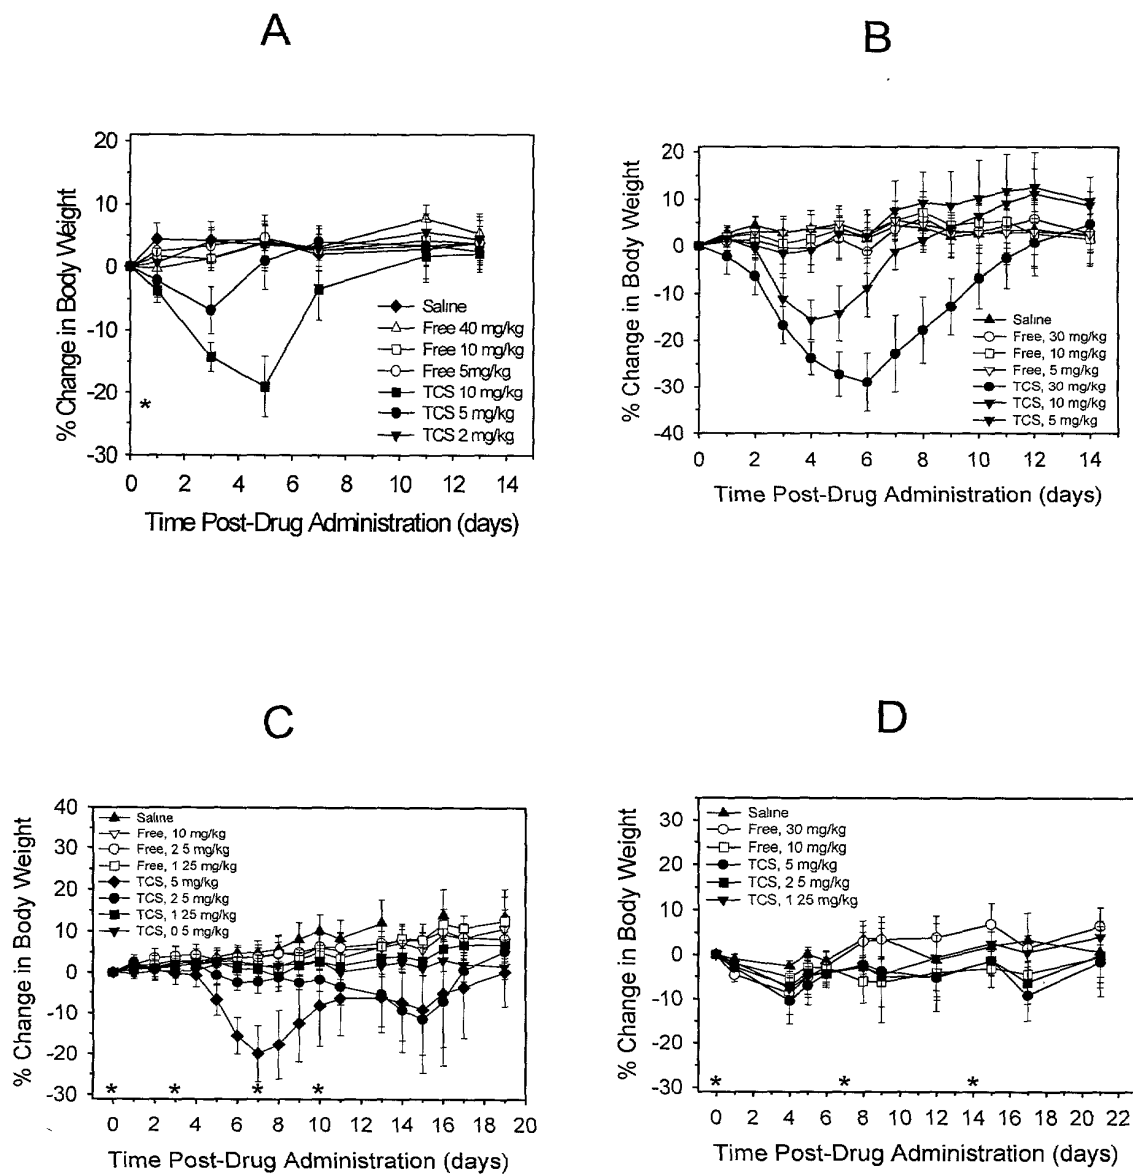 A
20
10
0
-10
-20
-30
% Change in Body Weight
Saline
Free 40 mg/kg
Free 10 mg/kg
Free 5mg/kg
TCS 10 mg/kg
TCS 5 mg/kg
TCS 2 mg/kg
*
0 2 4 6 8 10 12 14
Time Post-Drug Administration (days)
B
20
10
0
-10
-20
-30
-40
% Change in Body Weight
Saline
Free, 30 mg/kg
Free, 10 mg/kg
Free, 5 mg/kg
TCS, 30 mg/kg
TCS, 10 mg/kg
TCS, 5 mg/kg
0 2 4 6 8 10 12 14
Time Post-Drug Administration (days)
C
40
30
20
10
0
-10
-20
-30
% Change in Body Weight
Saline
Free, 10 mg/kg
Free, 2 5 mg/kg
Free, 1 25 mg/kg
TCS, 5 mg/kg
TCS, 2 5 mg/kg
TCS, 1 25 mg/kg
TCS, 0 5 mg/kg
* * * *
0 2 4 6 8 10 12 14 16 18 20
Time Post-Drug Administration (days)
D
30
20
10
0
-10
-20
-30
% Change in Body Weight
Saline
Free, 30 mg/kg
Free, 10 mg/kg
TCS, 5 mg/kg
TCS, 2 5 mg/kg
TCS, 1 25 mg/kg
* * *
0 2 4 6 8 10 12 14 16 18 20 22
Time Post-Drug Administration (days)